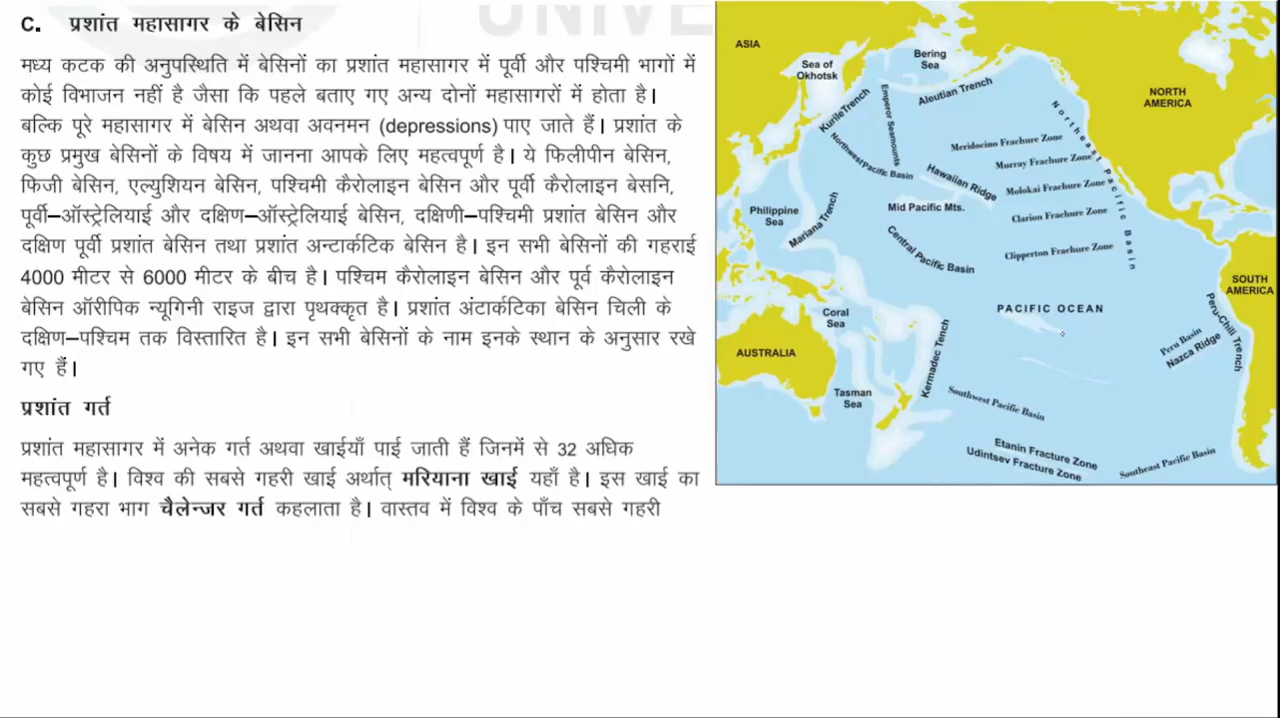 UNIVE
C. प्रशांत महासागर के बेसिन
मध्य कटक की अनुपस्थिति में बेसिनों का प्रशांत महासागर में पूर्वी और पश्चिमी भागों में
कोई विभाजन नहीं है जैसा कि पहले बताए गए अन्य दोनों महासागरों में होता है।
बल्कि पूरे महासागर में बेसिन अथवा अवनमन (depressions) पाए जाते हैं। प्रशांत के
कुछ प्रमुख बेसिनों के विषय में जानना आपके लिए महत्वपूर्ण है। ये फिलीपीन बेसिन,
फिजी बेसिन, एल्युशियन बेसिन, पश्चिमी कैरोलाइन बेसिन और पूर्वी कैरोलाइन बेसनि,
पूर्वी–ऑस्ट्रेलियाई और दक्षिण–ऑस्ट्रेलियाई बेसिन, दक्षिणी–पश्चिमी प्रशांत बेसिन और
दक्षिण पूर्वी प्रशांत बेसिन तथा प्रशांत अन्टार्कटिक बेसिन है। इन सभी बेसिनों की गहराई
4000 मीटर से 6000 मीटर के बीच है। पश्चिम कैरोलाइन बेसिन और पूर्व कैरोलाइन
बेसिन ऑरीपिक न्यूगिनी राइज द्वारा पृथक्कृत है। प्रशांत अंटार्कटिका बेसिन चिली के
दक्षिण–पश्चिम तक विस्तारित है। इन सभी बेसिनों के नाम इनके स्थान के अनुसार रखे
गए हैं।
प्रशांत गर्त
प्रशांत महासागर में अनेक गर्त अथवा खाईयाँ पाई जाती हैं जिनमें से 32 अधिक
महत्वपूर्ण है। विश्व की सबसे गहरी खाई अर्थात् मरियाना खाई यहाँ है। इस खाई का
सबसे गहरा भाग चैलेन्जर गर्त कहलाता है। वास्तव में विश्व के पाँच सबसे गहरी
ASIA
Sea of
Okhotsk
Bering
Sea
NORTH
AMERICA
KurileTrench
Emperor Seamounts
Aleutian Trench
Northeast Pacific Basin
Northwest Pacific Basin
Meridocino Frachure Zone
Murray Frachure Zone
Hawaiian Ridge
Molokai Frachure Zone
Mid Pacific Mts.
Clarion Frachure Zone
Philippine
Sea
Mariana Trench
Central Pacific Basin
Clipperton Frachure Zone
SOUTH
AMERICA
PACIFIC OCEAN
Coral
Sea
Peru-Chili Trench
Peru Basin
Nazca Ridge
AUSTRALIA
Kermadec Tench
Tasman
Sea
Southwest Pacific Basin
Etanin Fracture Zone
Udintsev Fracture Zone
Southeast Pacific Basin